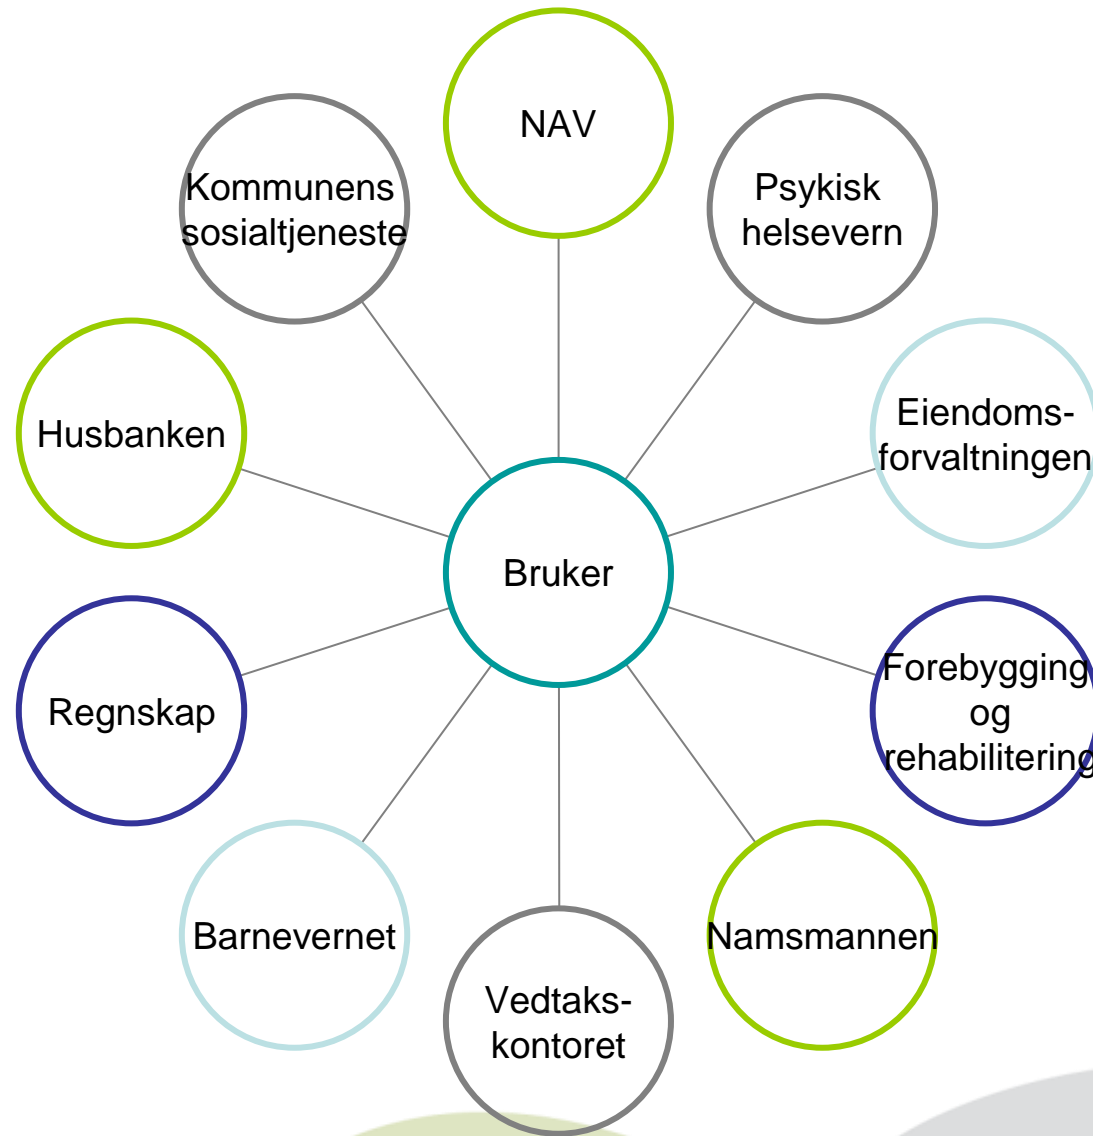 NAV
Kommunens
sosialtjeneste
Psykisk
helsevern
Husbanken
Eiendoms-
forvaltningen
Bruker
Regnskap
Forebygging
og
rehabilitering
Barnevernet
Namsmannen
Vedtaks-
kontoret